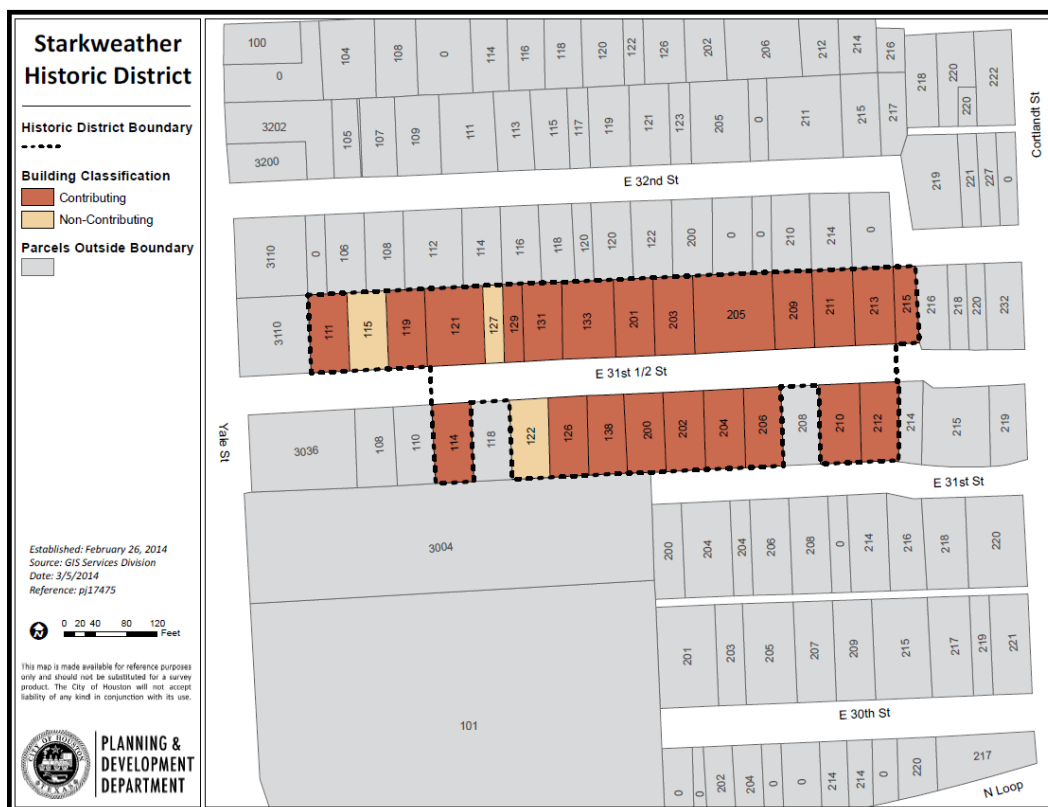 Starkweather
Historic District
Historic District Boundary
Building Classification
Contributing
Non-Contributing
Parcels Outside Boundary
Established: February 26, 2014
Source: GIS Services Division
Date: 3/5/2014
Reference: pj17475
N
0 20 40 80 120
Feet
This map is made available for reference purposes
only and should not be substituted for a survey
product. The City of Houston will not accept
liability of any kind in conjunction with its use.
CITY OF HOUSTON
TEXAS
PLANNING &
DEVELOPMENT
DEPARTMENT
100 104 108 0 114 116 118 120 122 126 202 206 212 214 216
0
218 220 222
220
3202 105 107 109 111 113 115 117 119 121 123 205 0 211 215 217
3200
Cortlandt St
E 32nd St
219 221 227 0
3110 0 106 108 112 114 116 118 120 120 122 200 0 0 210 214 0
3110 111 115 119 121 127 129 131 133 201 203 205 209 211 213 215 216 218 220 232
E 31st 1/2 St
Yale St
3036 108 110 114 118 122 126 138 200 202 204 206 208 210 212 214 215 219
E 31st St
3004
200 204 204 206 208 0 214 216 218 220
201 203 205 207 209 215 217 219 221
101
E 30th St
0 0 202 204 0 0 214 214 0 220 217
N Loop